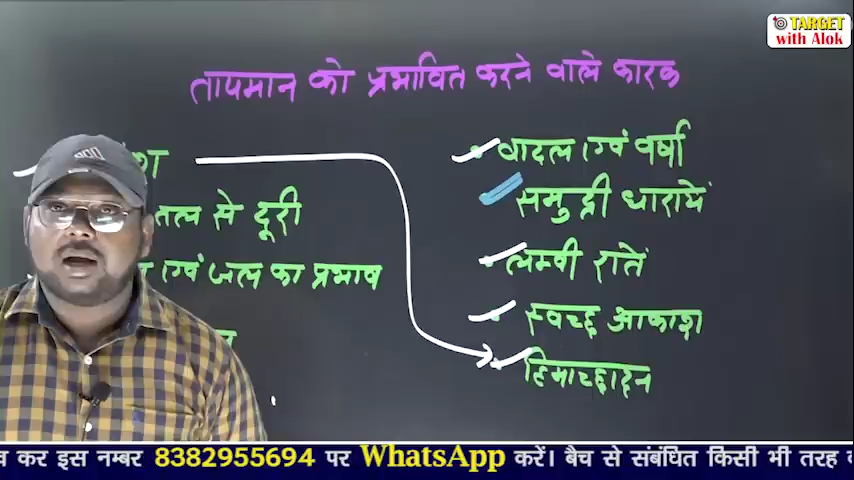 TARGET
with Alok
तापमान को प्रभावित करने वाले कारक
तल से दूरी
एवं जल का प्रभाव
बादल एवं वर्षा
समुद्री धारायें
लम्बी रातें
स्वच्छ आकाश
हिमाच्छादन
कर इस नम्बर 8382955694 पर WhatsApp करें। बैच से संबंधित किसी भी तरह